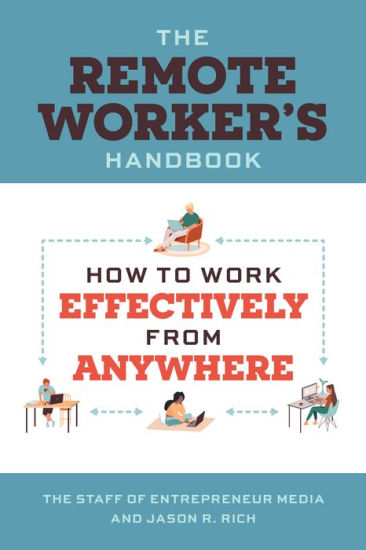 THE
REMOTE
WORKER'S
HANDBOOK
HOW TO WORK
EFFECTIVELY
FROM
ANYWHERE
THE STAFF OF ENTREPRENEUR MEDIA
AND JASON R. RICH